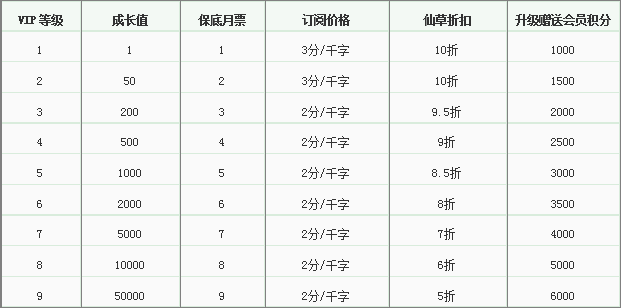 VIP 等级 成长值 保底月票 订阅价格 仙草折扣 升级赠送会员积分
1 1 1 3分/千字 10折 1000
2 50 2 3分/千字 10折 1500
3 200 3 2分/千字 9.5折 2000
4 500 4 2分/千字 9折 2500
5 1000 5 2分/千字 8.5折 3000
6 2000 6 2分/千字 8折 3500
7 5000 7 2分/千字 7折 4000
8 10000 8 2分/千字 6折 5000
9 50000 9 2分/千字 5折 6000